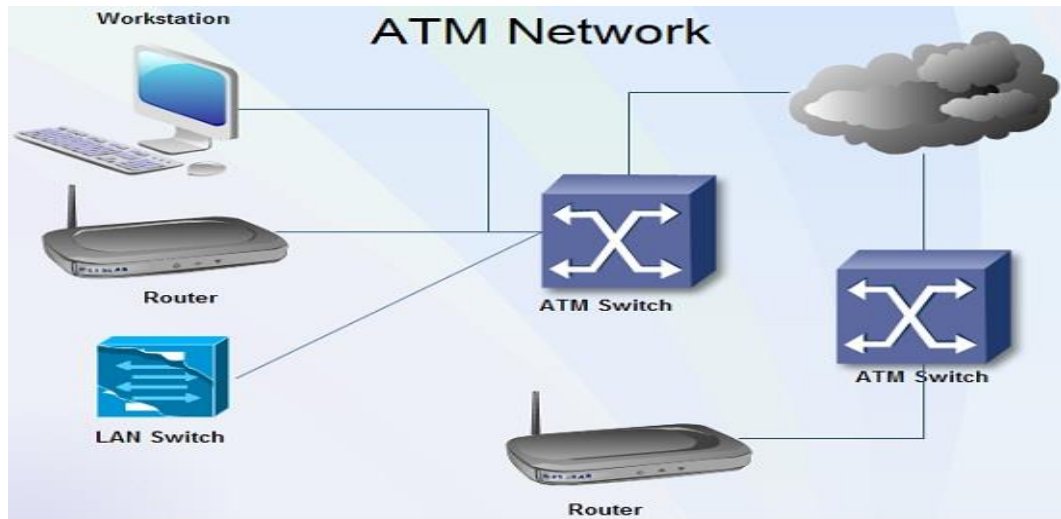 Workstation
ATM Network
Router
ATM Switch
ATM Switch
LAN Switch
Router